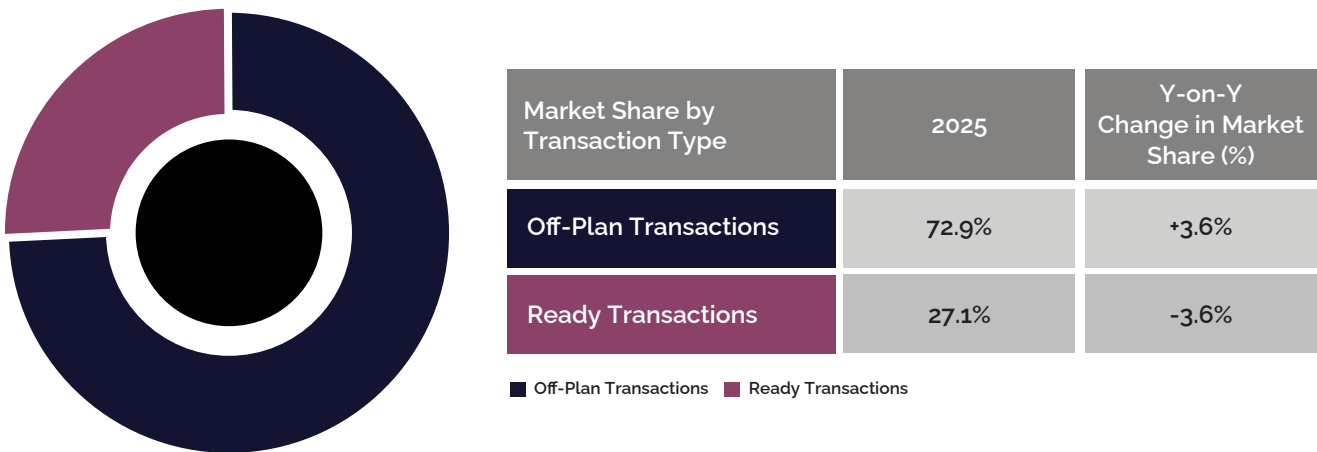 Market Share by
Transaction Type
2025
Y-on-Y
Change in Market
Share (%)
Off-Plan Transactions
72.9%
+3.6%
Ready Transactions
27.1%
-3.6%
Off-Plan Transactions
Ready Transactions